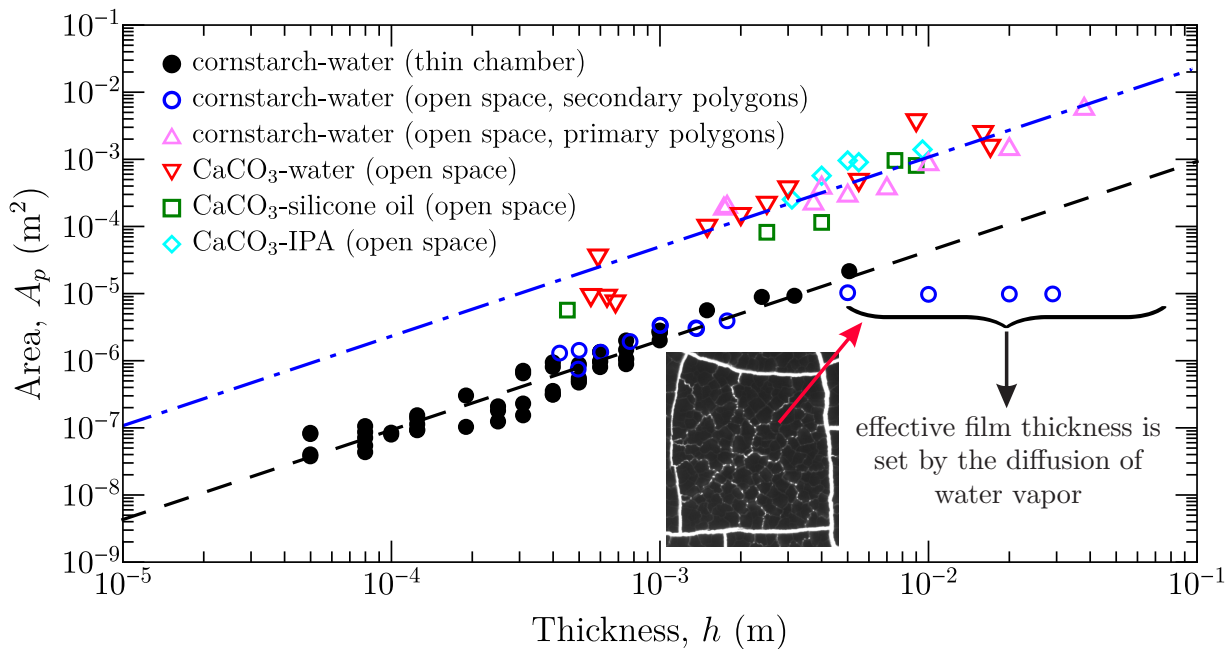 10⁻¹
10⁻²
10⁻³
10⁻⁴
10⁻⁵
10⁻⁶
10⁻⁷
10⁻⁸
10⁻⁹
Area, Aₚ (m²)
cornstarch-water (thin chamber)
cornstarch-water (open space, secondary polygons)
cornstarch-water (open space, primary polygons)
CaCO₃-water (open space)
CaCO₃-silicone oil (open space)
CaCO₃-IPA (open space)
effective film thickness is
set by the diffusion of
water vapor
10⁻⁵ 10⁻⁴ 10⁻³ 10⁻² 10⁻¹
Thickness, h (m)